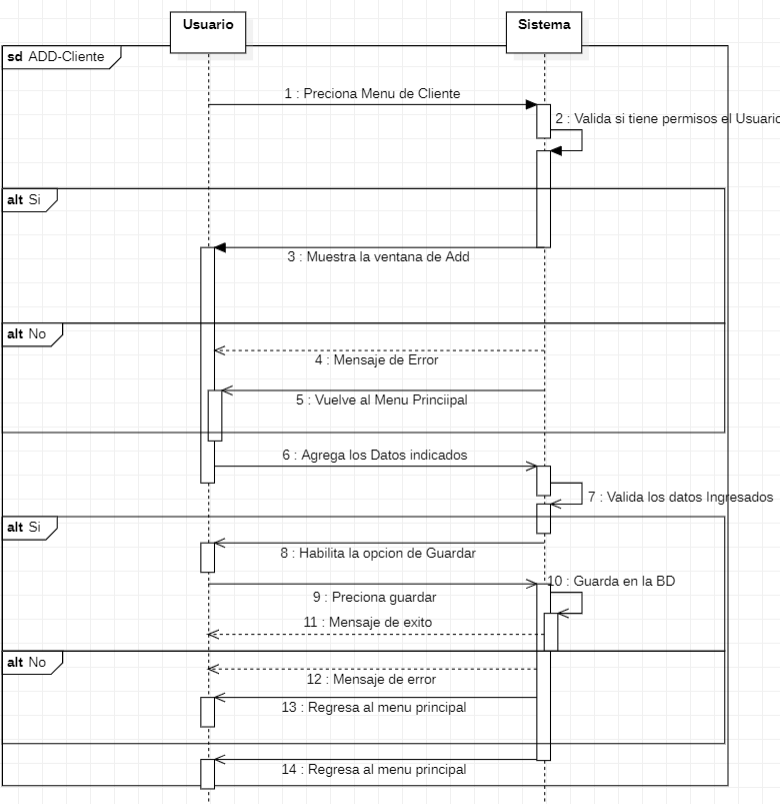 Usuario
Sistema
sd ADD-Cliente
1 : Preciona Menu de Cliente
2 : Valida si tiene permisos el Usuario
alt Si
3 : Muestra la ventana de Add
alt No
4 : Mensaje de Error
5 : Vuelve al Menu Princiipal
6 : Agrega los Datos indicados
7 : Valida los datos Ingresados
alt Si
8 : Habilita la opcion de Guardar
10 : Guarda en la BD
9 : Preciona guardar
11 : Mensaje de exito
alt No
12 : Mensaje de error
13 : Regresa al menu principal
14 : Regresa al menu principal